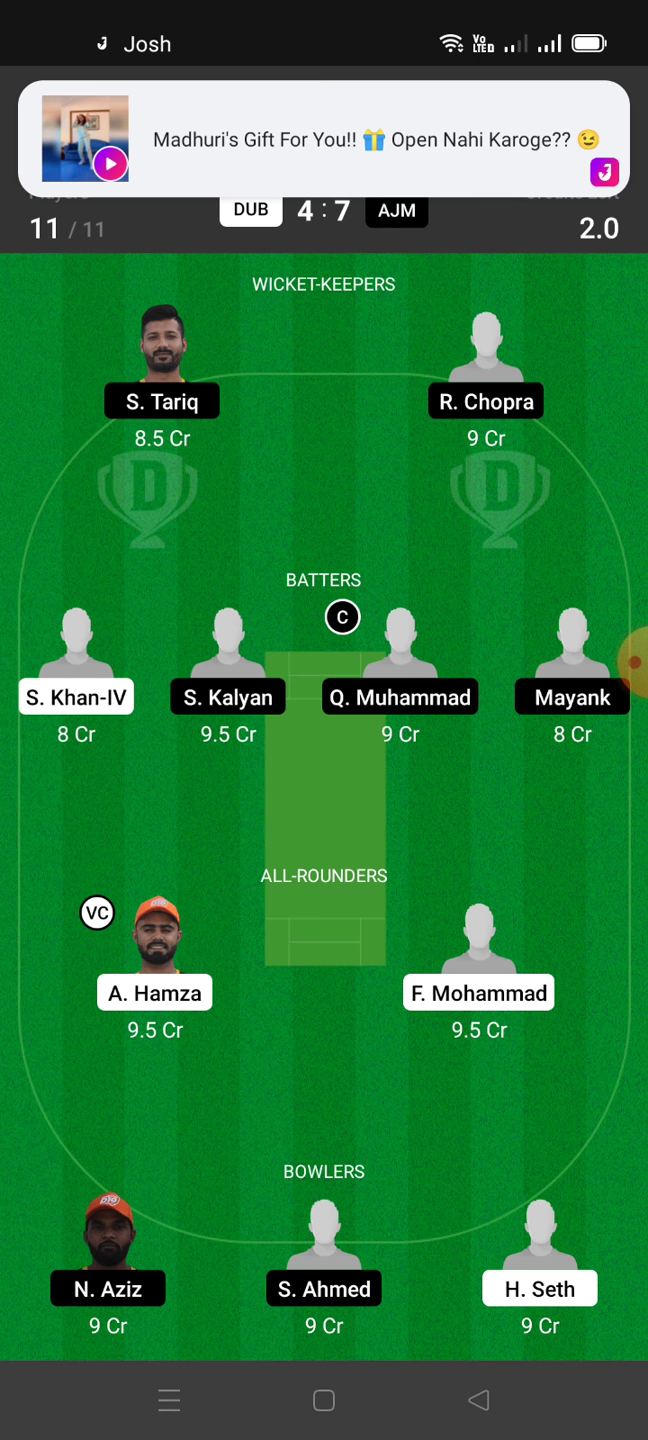 Josh
Vo LTED
Madhuri's Gift For You!! 🎁 Open Nahi Karoge?? 😉
11 / 11
DUB 4 : 7 AJM
2.0
WICKET-KEEPERS
S. Tariq R. Chopra
8.5 Cr 9 Cr
D D
BATTERS
C
S. Khan-IV S. Kalyan Q. Muhammad Mayank
8 Cr 9.5 Cr 9 Cr 8 Cr
ALL-ROUNDERS
VC
A. Hamza F. Mohammad
9.5 Cr 9.5 Cr
BOWLERS
N. Aziz S. Ahmed H. Seth
9 Cr 9 Cr 9 Cr